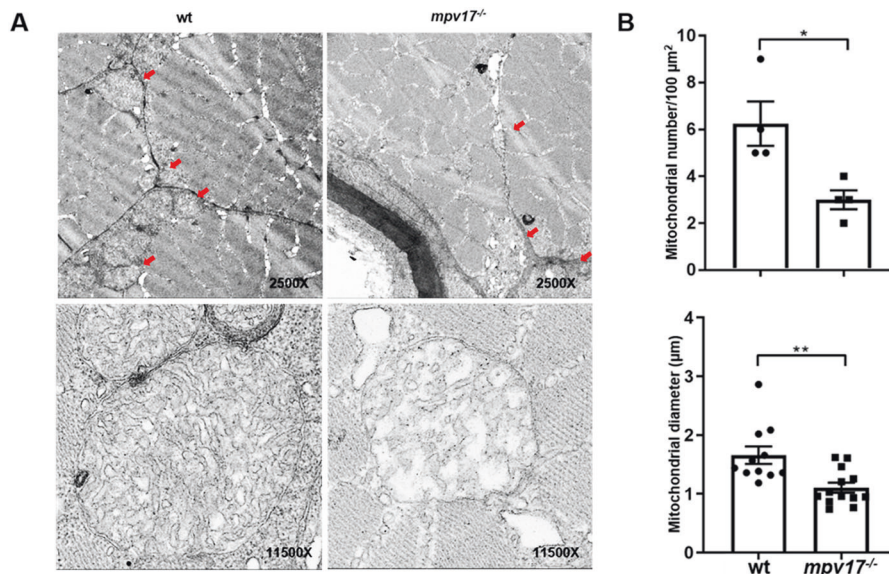 A
wt
mpv17-/-
2500X
2500X
11500X
11500X
B
Mitochondrial number/100 µm2
10
8
6
4
2
0
*
Mitochondrial diameter (µm)
4
3
2
1
0
**
wt
mpv17-/-